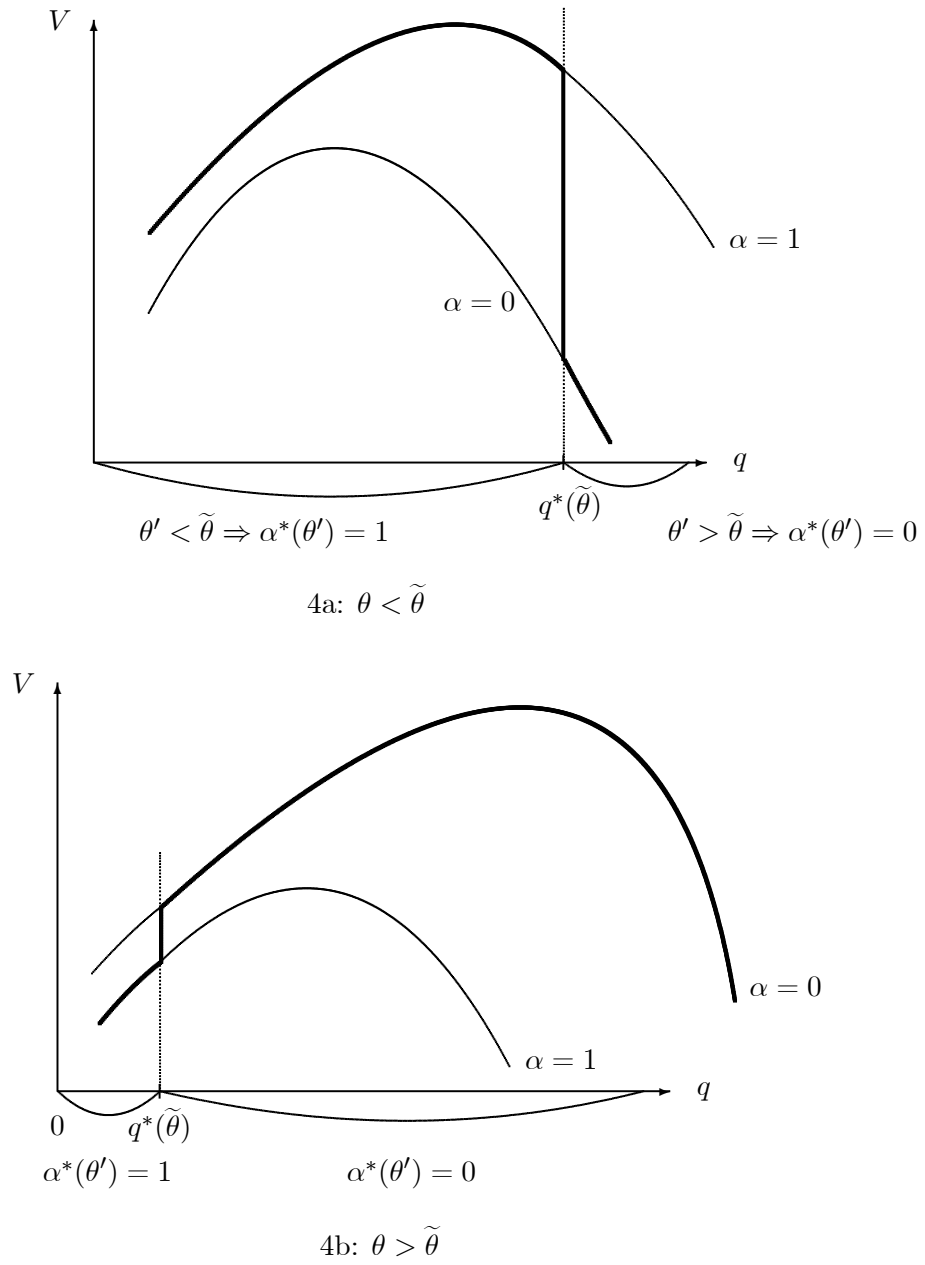 V
α = 1
α = 0
q
q*(θ̃)
θ′ < θ̃ ⇒ α*(θ′) = 1
θ′ > θ̃ ⇒ α*(θ′) = 0
4a: θ < θ̃
V
α = 0
α = 1
q
0
q*(θ̃)
α*(θ′) = 1
α*(θ′) = 0
4b: θ > θ̃